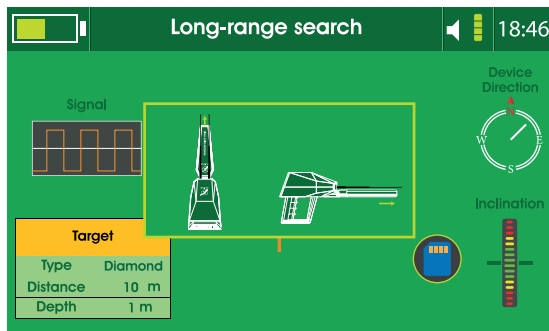 Long-range search
18:46
Device
Direction
Signal
N
W
E
S
Inclination
Target
Type Diamond
Distance 10 m
Depth 1 m